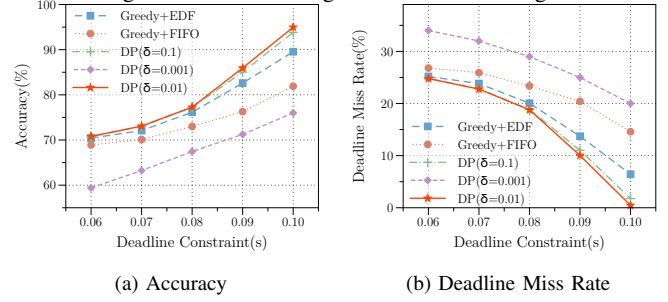 100
90
80
70
60
Accuracy(%)
Greedy+EDF
Greedy+FIFO
DP(δ=0.1)
DP(δ=0.001)
DP(δ=0.01)
0.06 0.07 0.08 0.09 0.10
Deadline Constraint(s)
(a) Accuracy
30
20
10
0
Deadline Miss Rate(%)
Greedy+EDF
Greedy+FIFO
DP(δ=0.1)
DP(δ=0.001)
DP(δ=0.01)
0.06 0.07 0.08 0.09 0.10
Deadline Constraint(s)
(b) Deadline Miss Rate